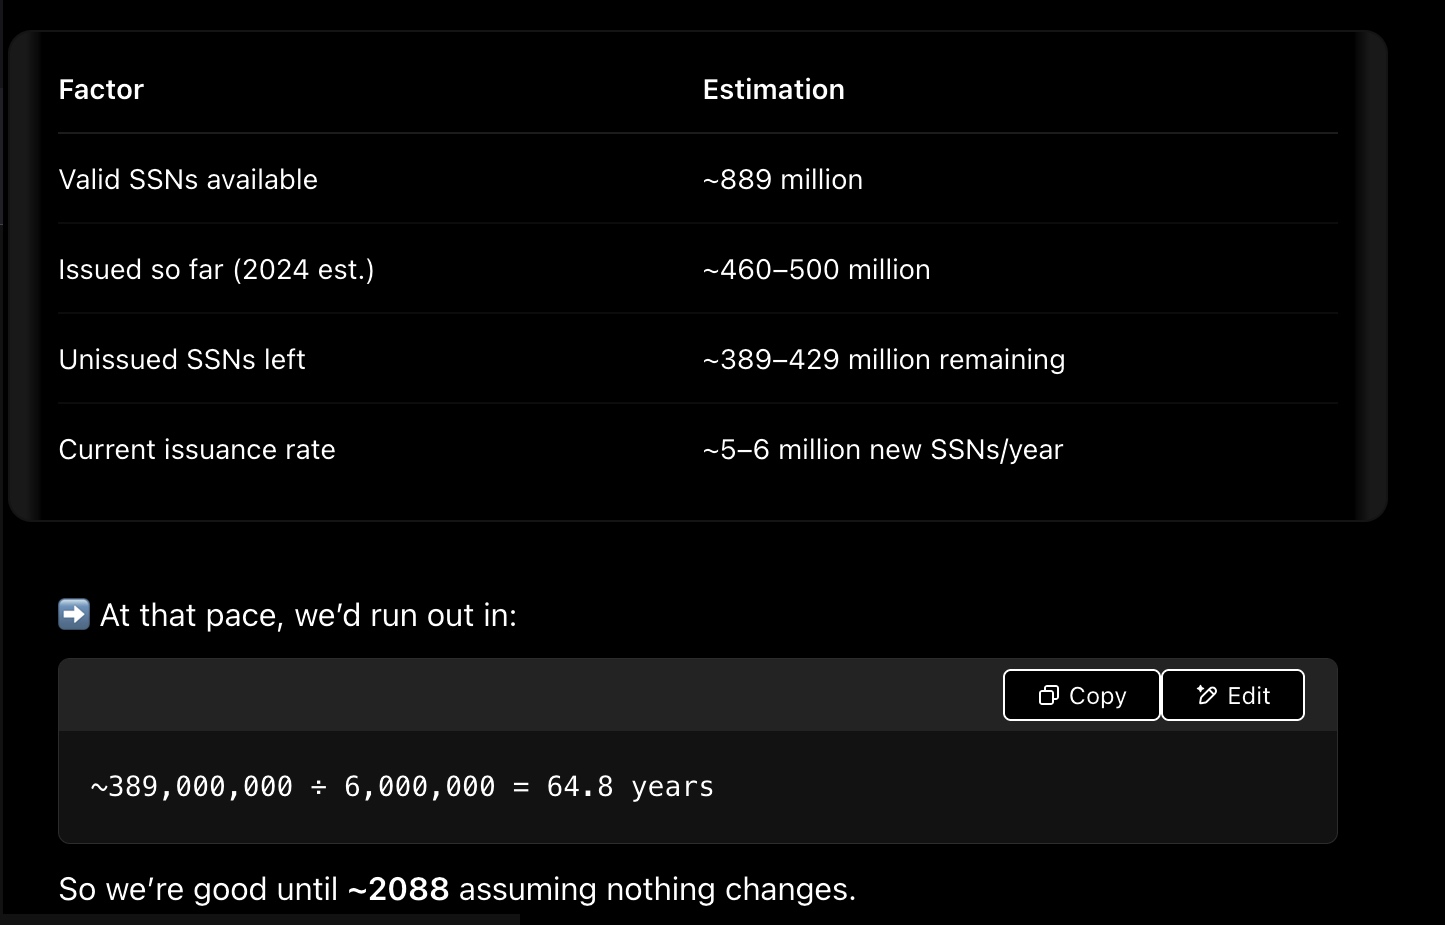 Factor Estimation
Valid SSNs available ~889 million
Issued so far (2024 est.) ~460–500 million
Unissued SSNs left ~389–429 million remaining
Current issuance rate ~5–6 million new SSNs/year
➡️ At that pace, we’d run out in:
Copy Edit
~389,000,000 ÷ 6,000,000 = 64.8 years
So we’re good until ~2088 assuming nothing changes.